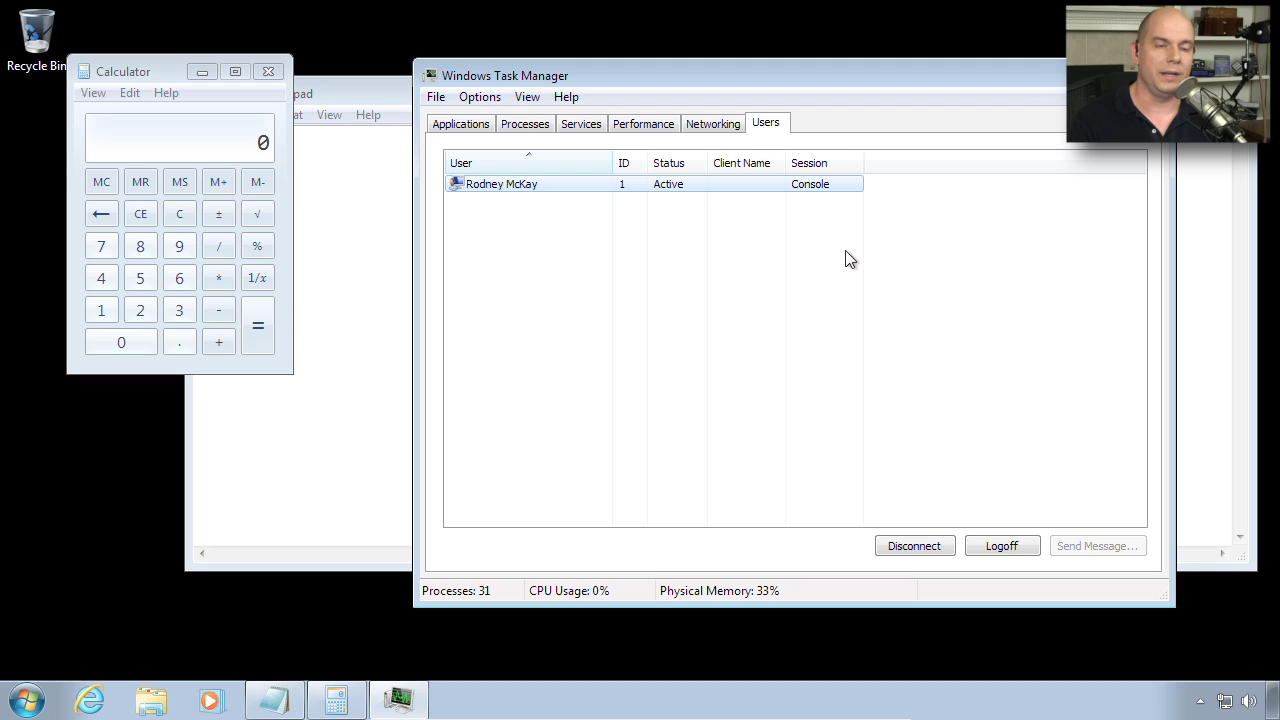 Recycle Bin
Calculator
View Edit Help
0
MC MR MS M+ M-
← CE C ± √
7 8 9 / %
4 5 6 * 1/x
1 2 3 - =
0 . +
pad
at View Help
Windows Task Manager
File Options View Help
Applications Processes Services Performance Networking Users
User ID Status Client Name Session
Rodney McKay 1 Active Console
Disconnect Logoff Send Message...
Processes: 31 CPU Usage: 0% Physical Memory: 33%